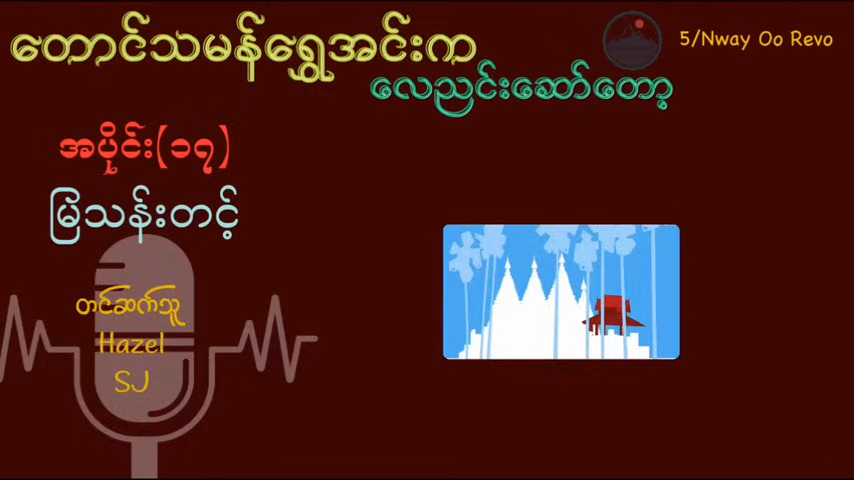 တောင်သမန်ရွှေအင်းက
5/Nway Oo Revo
လေညင်းဆော်တော့
အပိုင်း(၁၇)
မြသန်းတင့်
တင်ဆက်သူ
Hazel
SJ